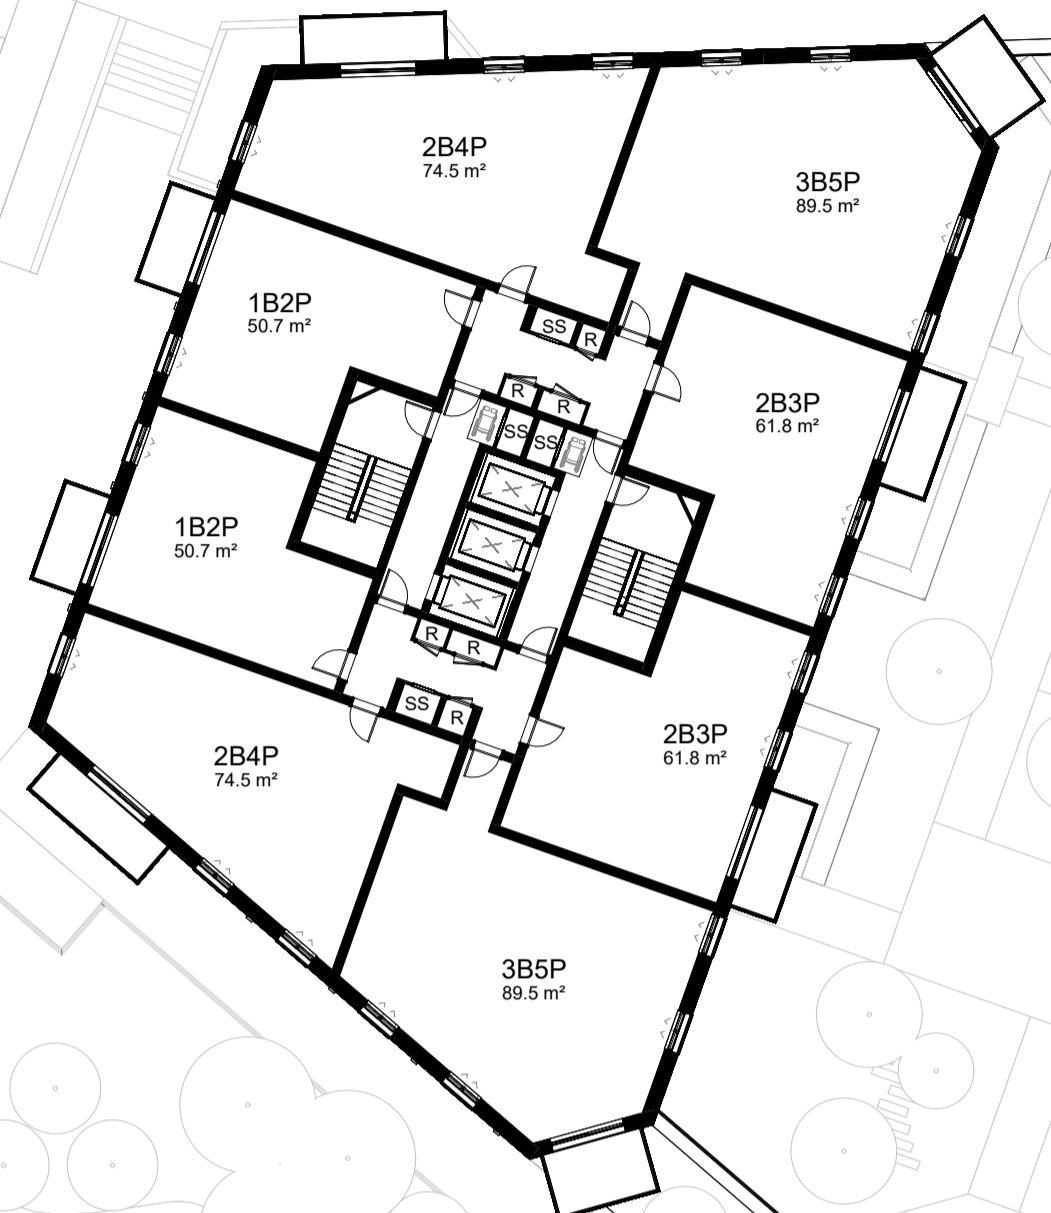 2B4P
74.5 m²
3B5P
89.5 m²
1B2P
50.7 m²
SS
R
R
R
2B3P
61.8 m²
SS
SS
1B2P
50.7 m²
R
R
SS
R
2B4P
74.5 m²
2B3P
61.8 m²
3B5P
89.5 m²